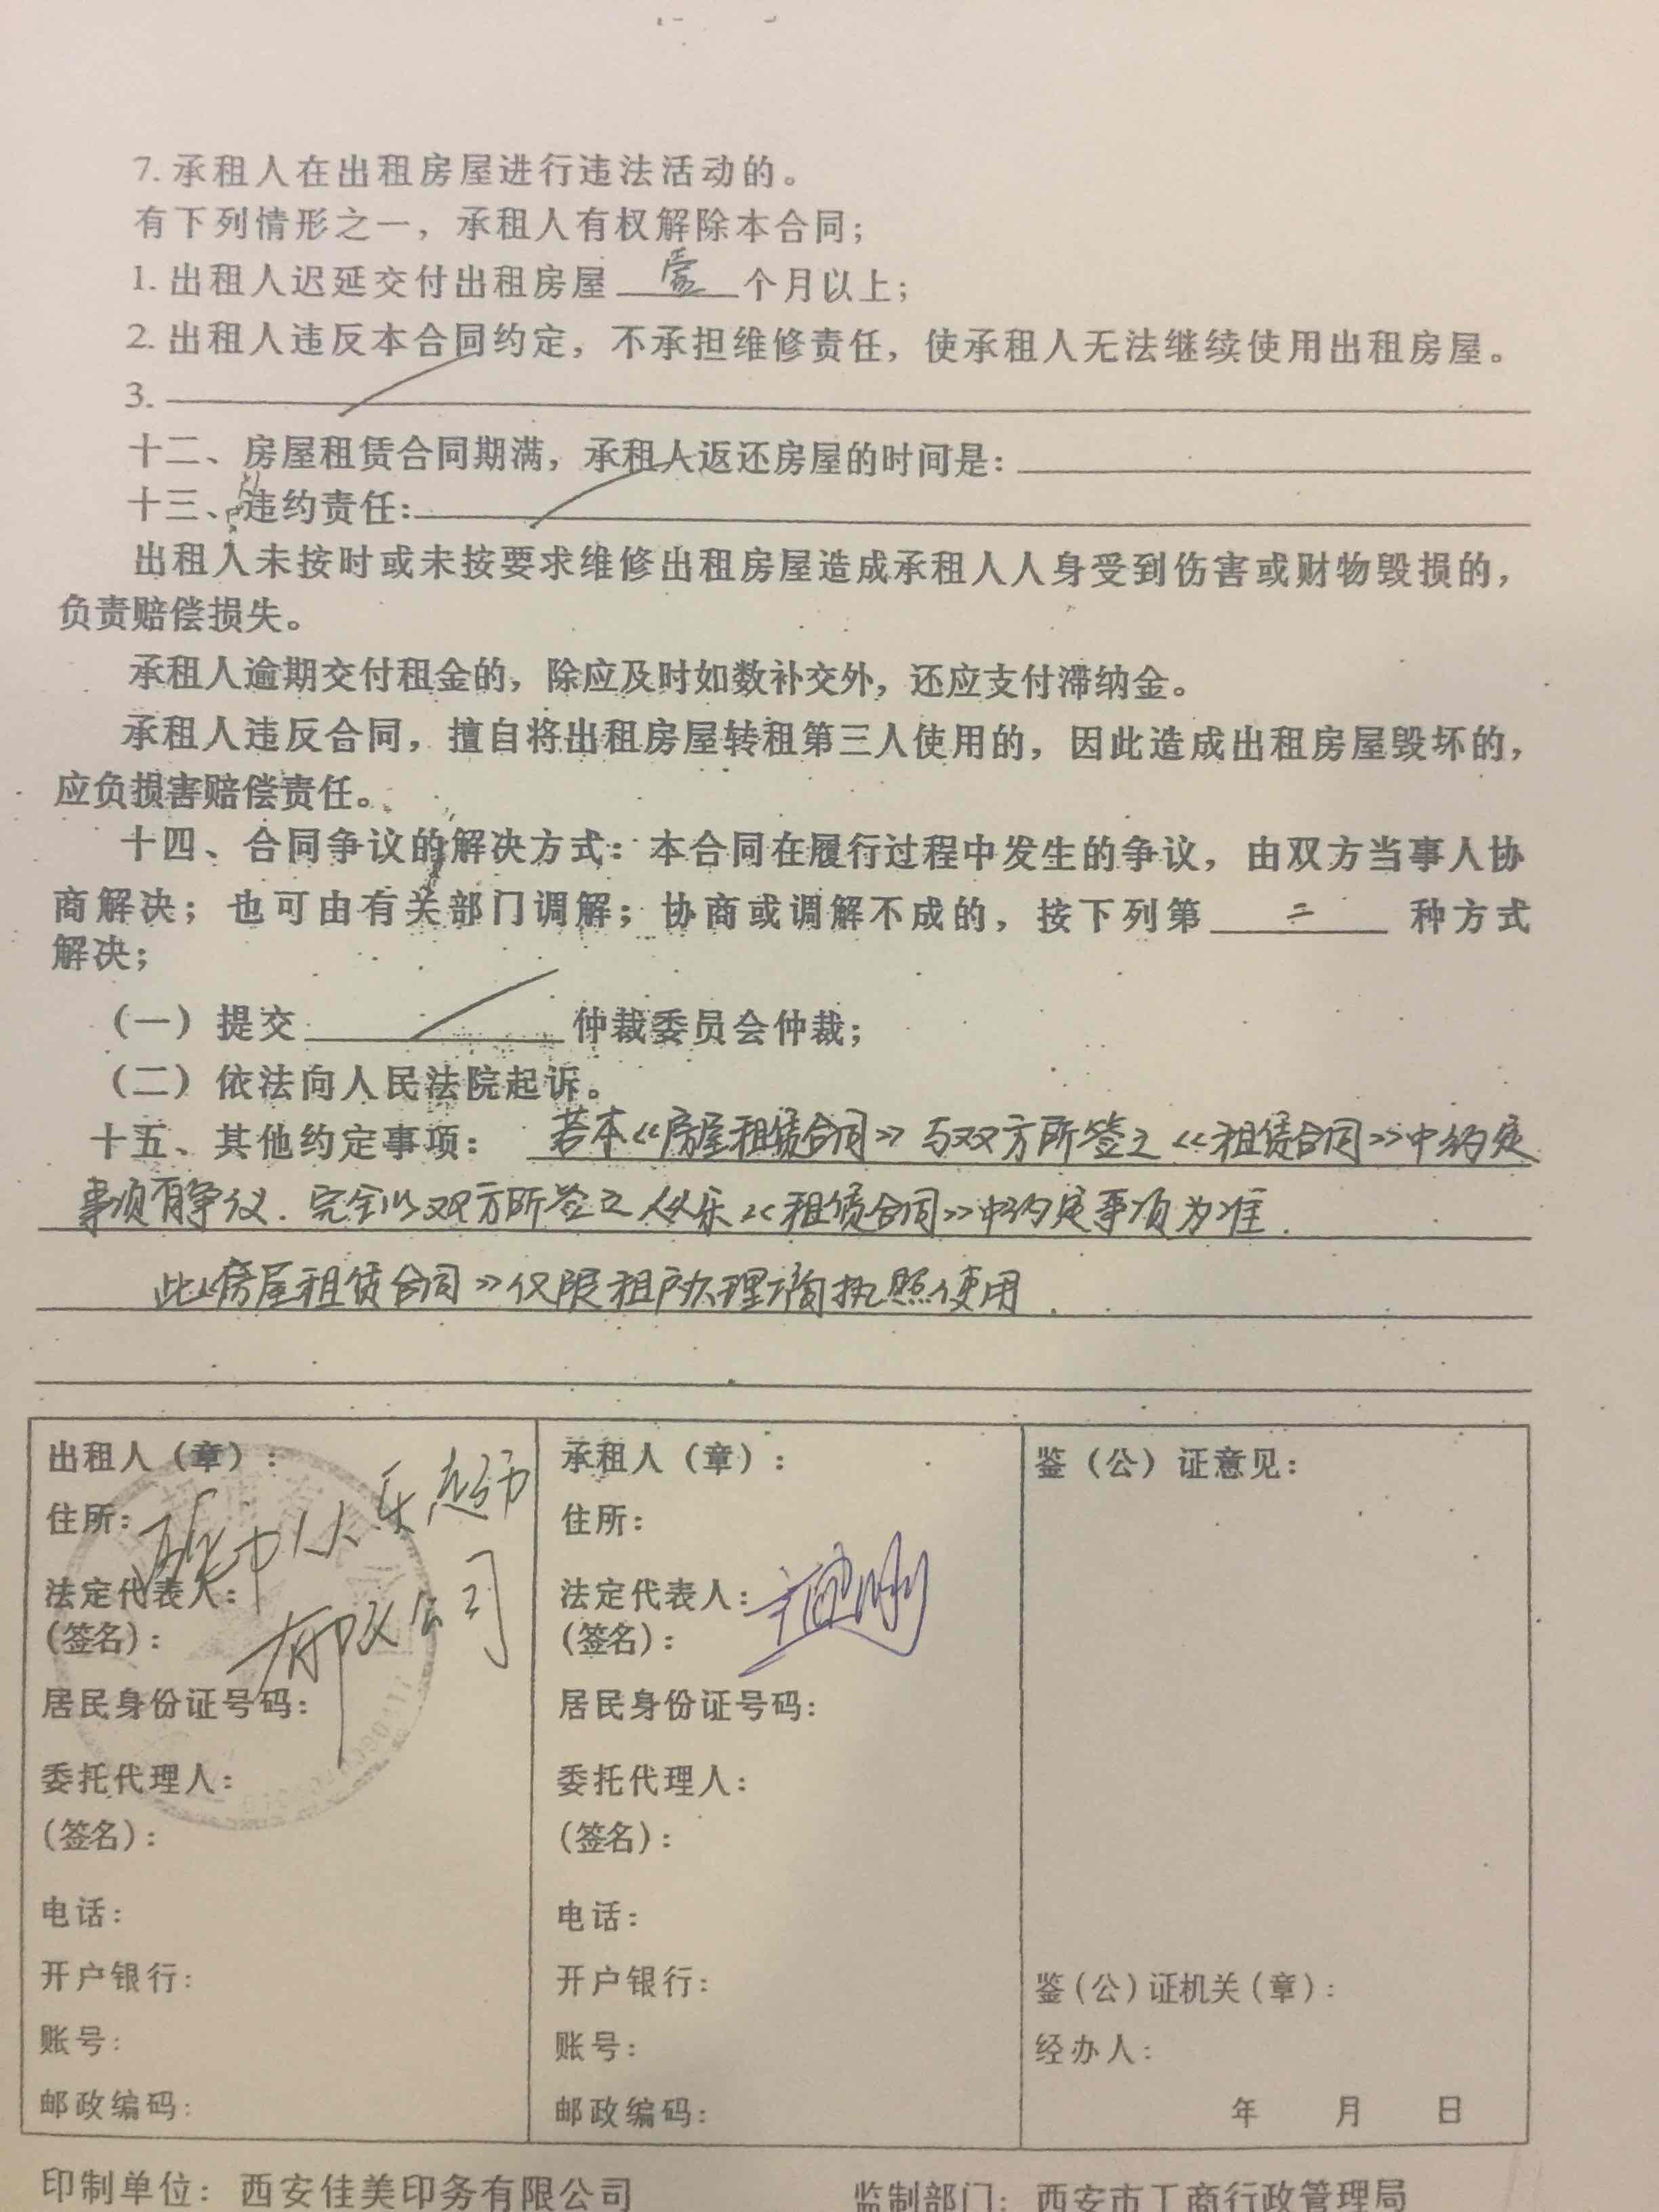 7.承租人在出租房屋进行违法活动的。
有下列情形之一，承租人有权解除本合同；
1.出租人迟延交付出租房屋 壹 个月以上；
2.出租人违反本合同约定，不承担维修责任，使承租人无法继续使用出租房屋。
3.
十二、房屋租赁合同期满，承租人返还房屋的时间是：
十三、违约责任：
出租人未按时或未按要求维修出租房屋造成承租人人身受到伤害或财物毁损的，
负责赔偿损失。
承租人逾期交付租金的，除应及时如数补交外，还应支付滞纳金。
承租人违反合同，擅自将出租房屋转租第三人使用的，因此造成出租房屋毁坏的，
应负损害赔偿责任。
十四、合同争议的解决方式：本合同在履行过程中发生的争议，由双方当事人协
商解决；也可由有关部门调解；协商或调解不成的，按下列第 二 种方式
解决；
（一）提交 仲裁委员会仲裁；
（二）依法向人民法院起诉。
十五、其他约定事项： 若本《房屋租赁合同》与双方所签之《租赁合同》中约定
事项有争议.完全以双方所签之 乐《租赁合同》中约定事项为准.
此《房屋租赁合同》仅限租户办理 执照使用.
出租人（章）：
住所：
法定代表人：
（签名）：
有限公司
居民身份证号码：
委托代理人：
（签名）：
电话：
开户银行：
账号：
邮政编码：
承租人（章）：
住所：
法定代表人：
（签名）：
居民身份证号码：
委托代理人：
（签名）：
电话：
开户银行：
账号：
邮政编码：
鉴（公）证意见：
鉴（公）证机关（章）：
经办人：
年 月 日
印制单位：西安佳美印务有限公司 监制部门：西安市工商行政管理局